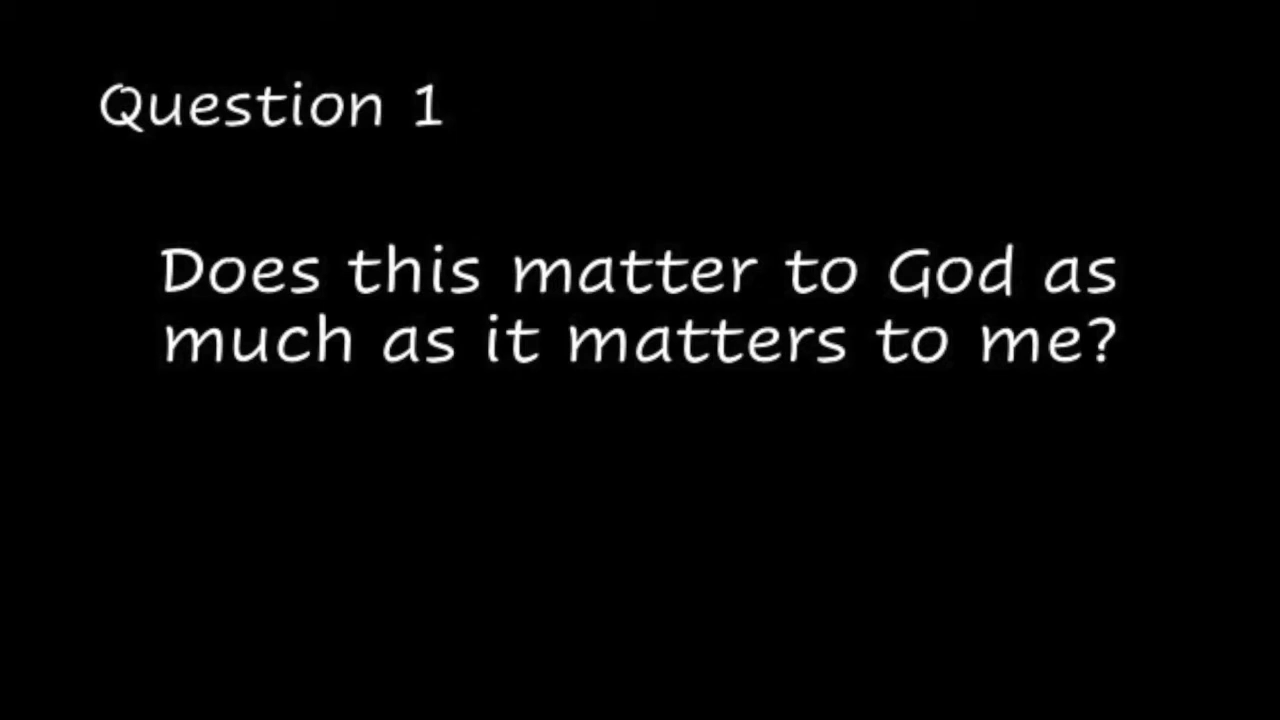 Question 1
Does this matter to God as
much as it matters to me?